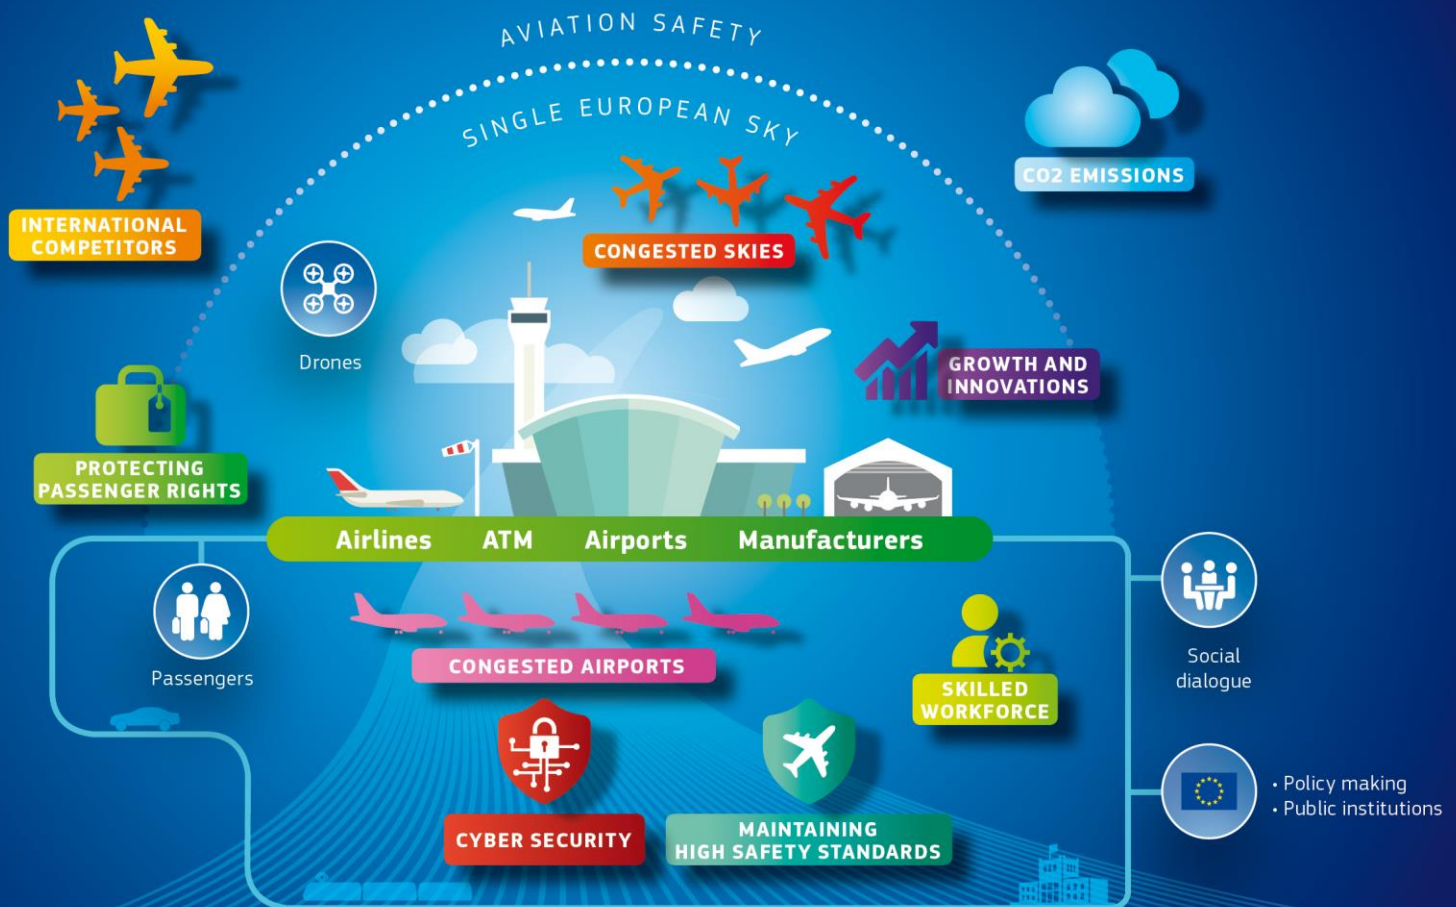 AVIATION SAFETY
SINGLE EUROPEAN SKY
CO2 EMISSIONS
INTERNATIONAL
COMPETITORS
CONGESTED SKIES
Drones
GROWTH AND
INNOVATIONS
PROTECTING
PASSENGER RIGHTS
Airlines ATM Airports Manufacturers
Passengers
CONGESTED AIRPORTS
Social
dialogue
SKILLED
WORKFORCE
• Policy making
• Public institutions
CYBER SECURITY
MAINTAINING
HIGH SAFETY STANDARDS